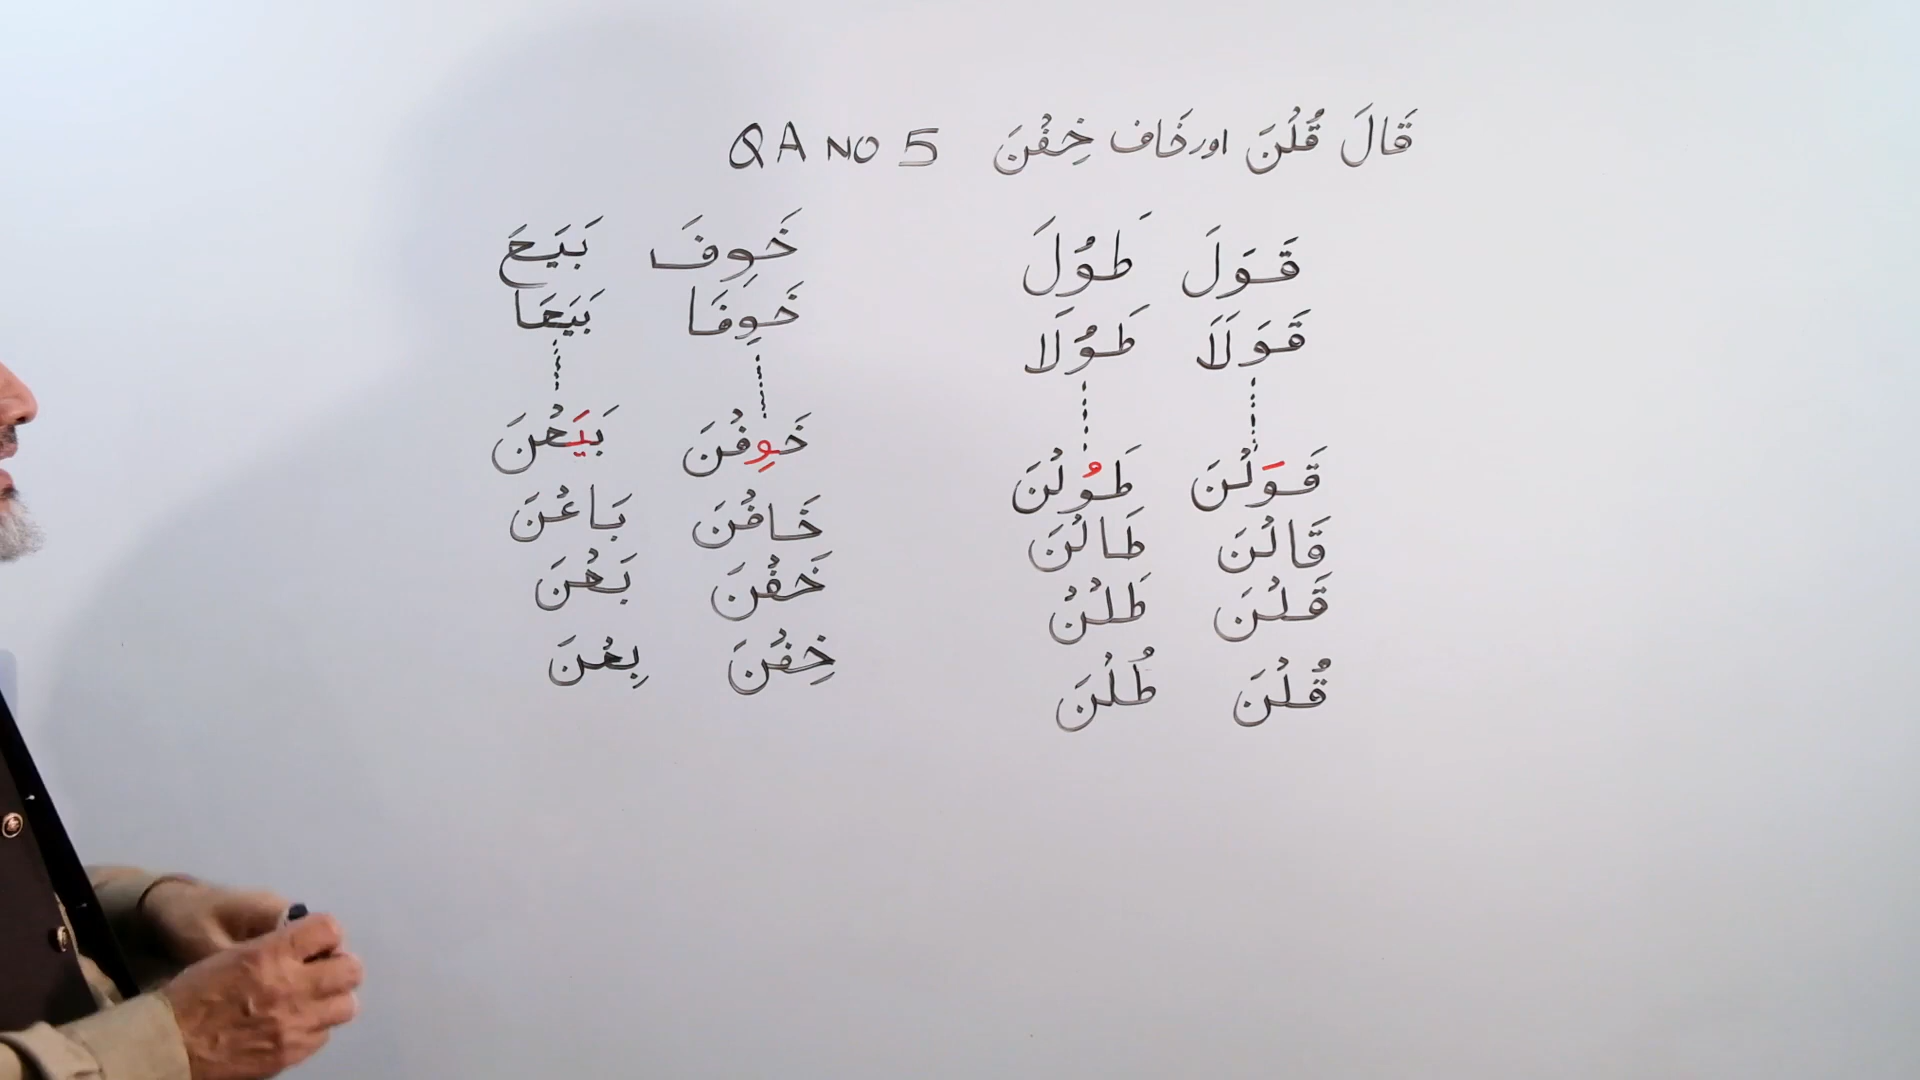 قَالَ قُلْنَ اور خَاف خِفْنَ QA NO 5
قَوَلَ طَوُلَ خَوِفَ بَيَعَ
قَوَلَاَ طَوُلَا خَوِفَا بَيَعَا
قَوَلْنَ طَوُلْنَ خَوِفْنَ بَيَعْنَ
قَالْنَ طَالْنَ خَافْنَ بَاعْنَ
قَلْنَ طَلْنْ خَفْنَ بَعْنَ
قُلْنَ طُلْنَ خِفْنَ بِعْنَ